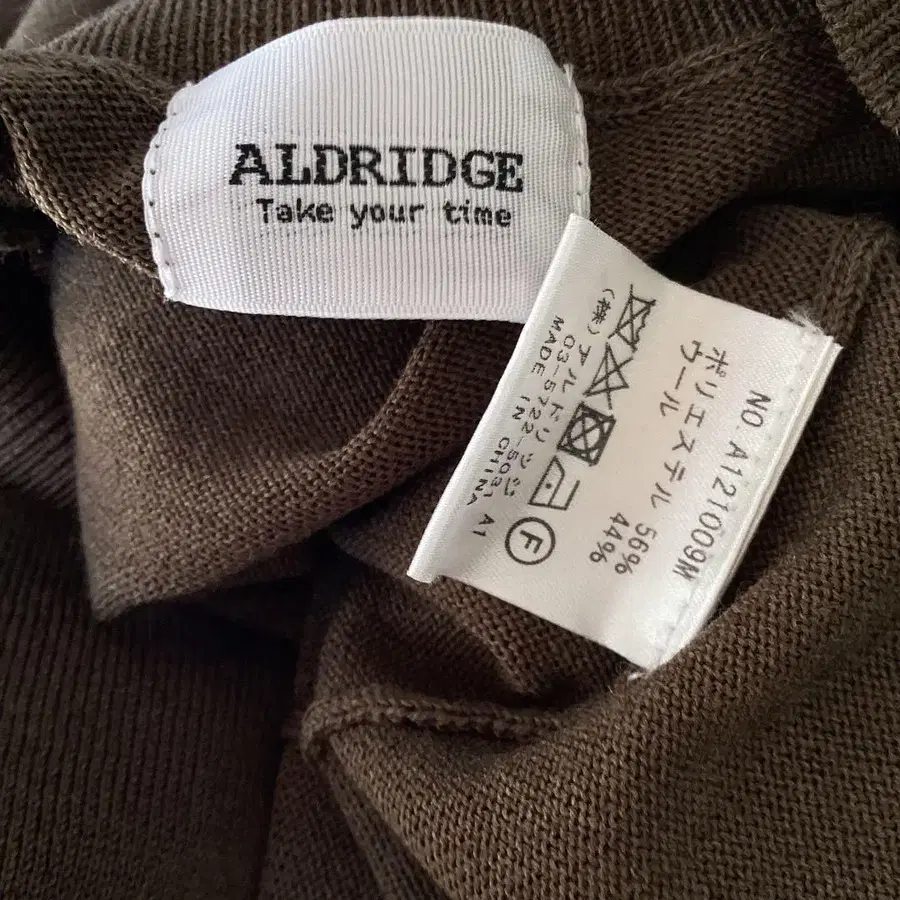 ALDRIDGE
Take your time
NO. A121009M
ポリエステル 56%
ウール 44%
F
(株)アルドリッジ
03-5722-5031 A1
MADE IN CHINA